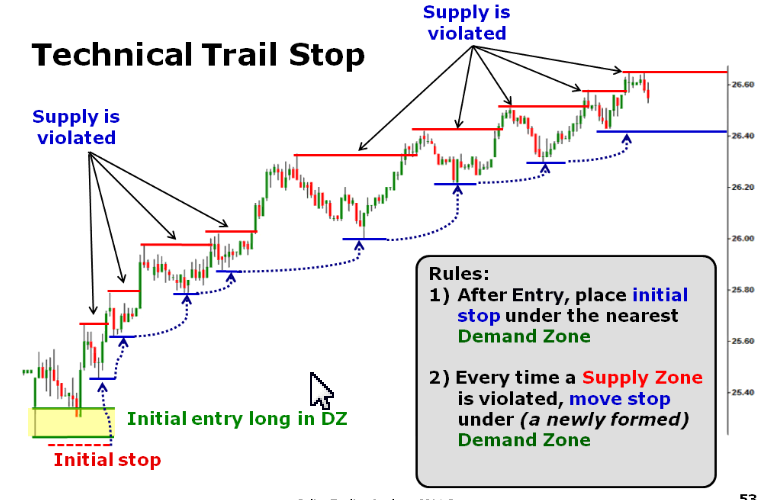 Supply is
violated
Technical Trail Stop
Supply is
violated
26.60
26.40
26.20
26.00
25.80
25.60
25.40
Rules:
1) After Entry, place initial
stop under the nearest
Demand Zone
2) Every time a Supply Zone
is violated, move stop
under (a newly formed)
Demand Zone
Initial entry long in DZ
Initial stop
53